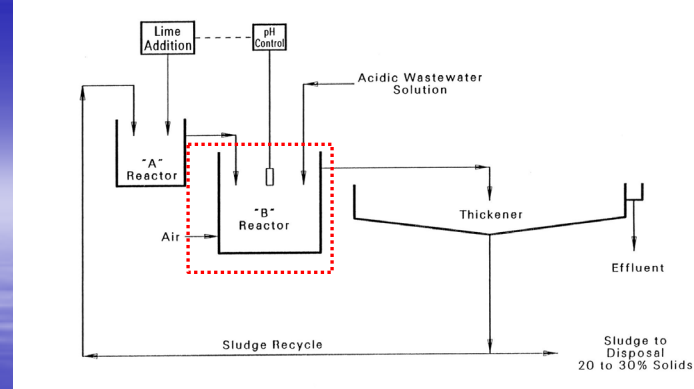 Lime
Addition
pH
Control
Acidic Wastewater
Solution
"A"
Reactor
"B"
Reactor
Air
Thickener
Effluent
Sludge Recycle
Sludge to
Disposal
20 to 30% Solids